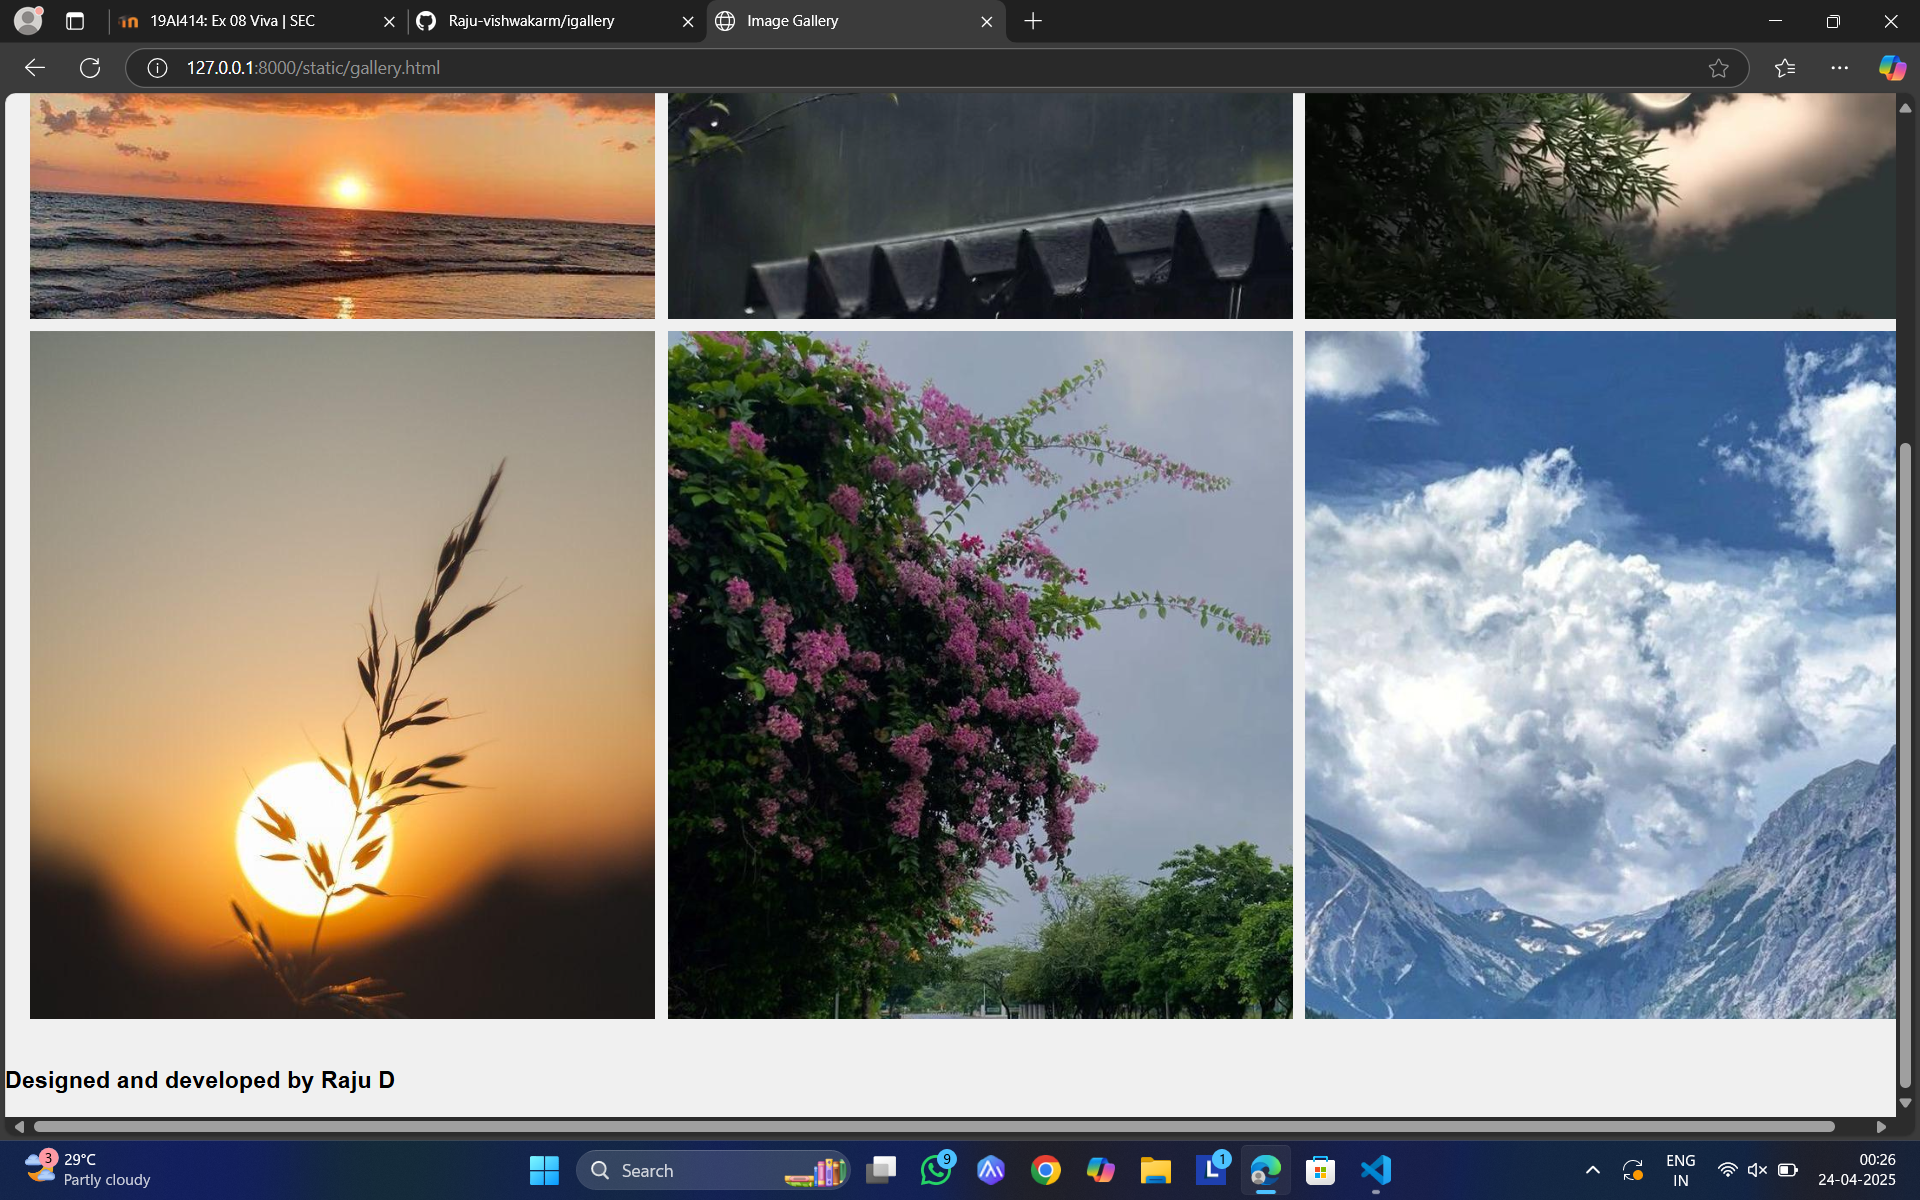 19AI414: Ex 08 Viva | SEC
Raju-vishwakarm/igallery
Image Gallery
127.0.0.1:8000/static/gallery.html
Designed and developed by Raju D
3
29°C
Partly cloudy
Search
9
L
1
ENG
IN
00:26
24-04-2025